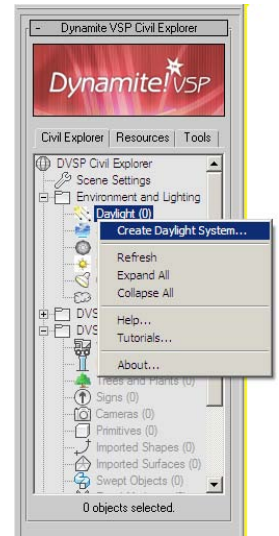 - Dynamite VSP Civil Explorer
Dynamite! VSP
Civil Explorer Resources Tools
DVSP Civil Explorer
Scene Settings
Environment and Lighting
Daylight (0)
Create Daylight System...
Refresh
Expand All
Collapse All
DVS
DVS
Help...
Tutorials...
About...
Trees and Plants (0)
Signs (0)
Cameras (0)
Primitives (0)
Imported Shapes (0)
Imported Surfaces (0)
Swept Objects (0)
0 objects selected.